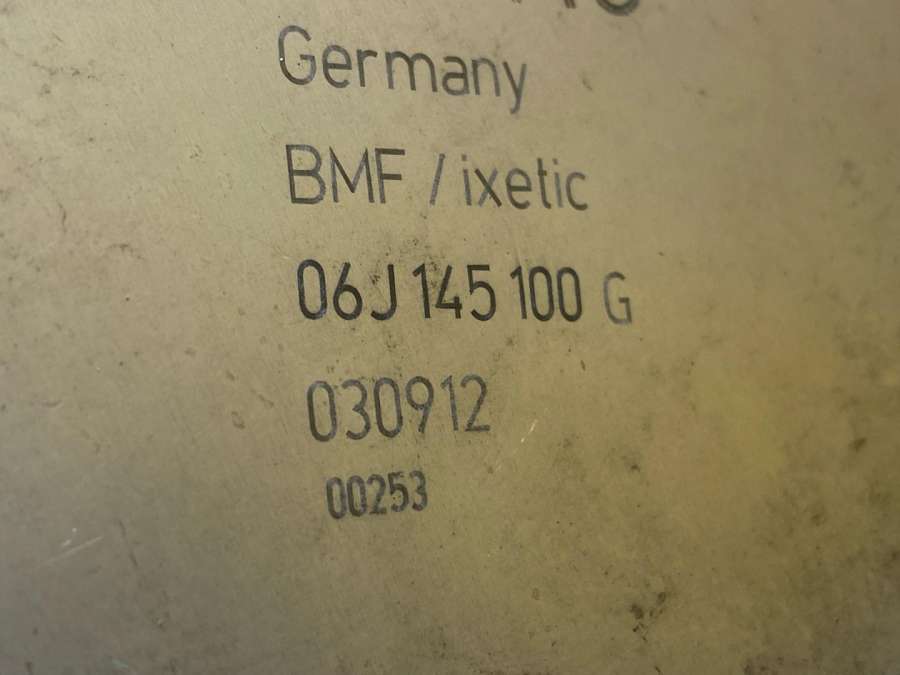 Germany
BMF / ixetic
06J 145 100 G
030912
00253